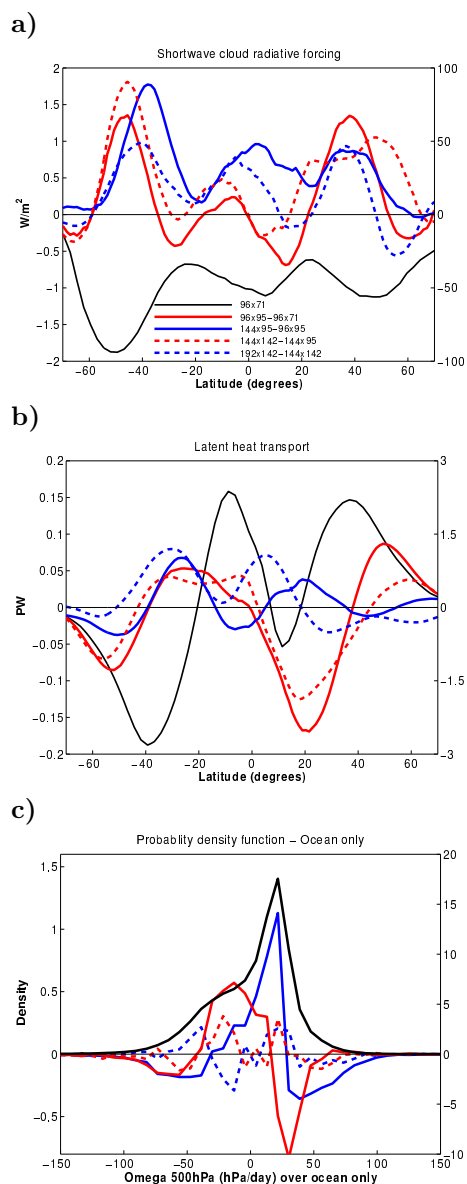 a)
Shortwave cloud radiative forcing
2
1.5
1
0.5
0
−0.5
−1
−1.5
−2
100
50
0
−50
−100
W/m²
96x71
96x95−96x71
144x95−96x95
144x142−144x95
192x142−144x142
−60 −40 −20 0 20 40 60
Latitude (degrees)
b)
Latent heat transport
0.2
0.15
0.1
0.05
0
−0.05
−0.1
−0.15
−0.2
3
1.5
0
−1.5
−3
PW
−60 −40 −20 0 20 40 60
Latitude (degrees)
c)
Probablity density function − Ocean only
1,5
1
0,5
0
−0,5
20
15
10
5
0
−5
−10
Density
−150 −100 −50 0 50 100 150
Omega 500hPa (hPa/day) over ocean only